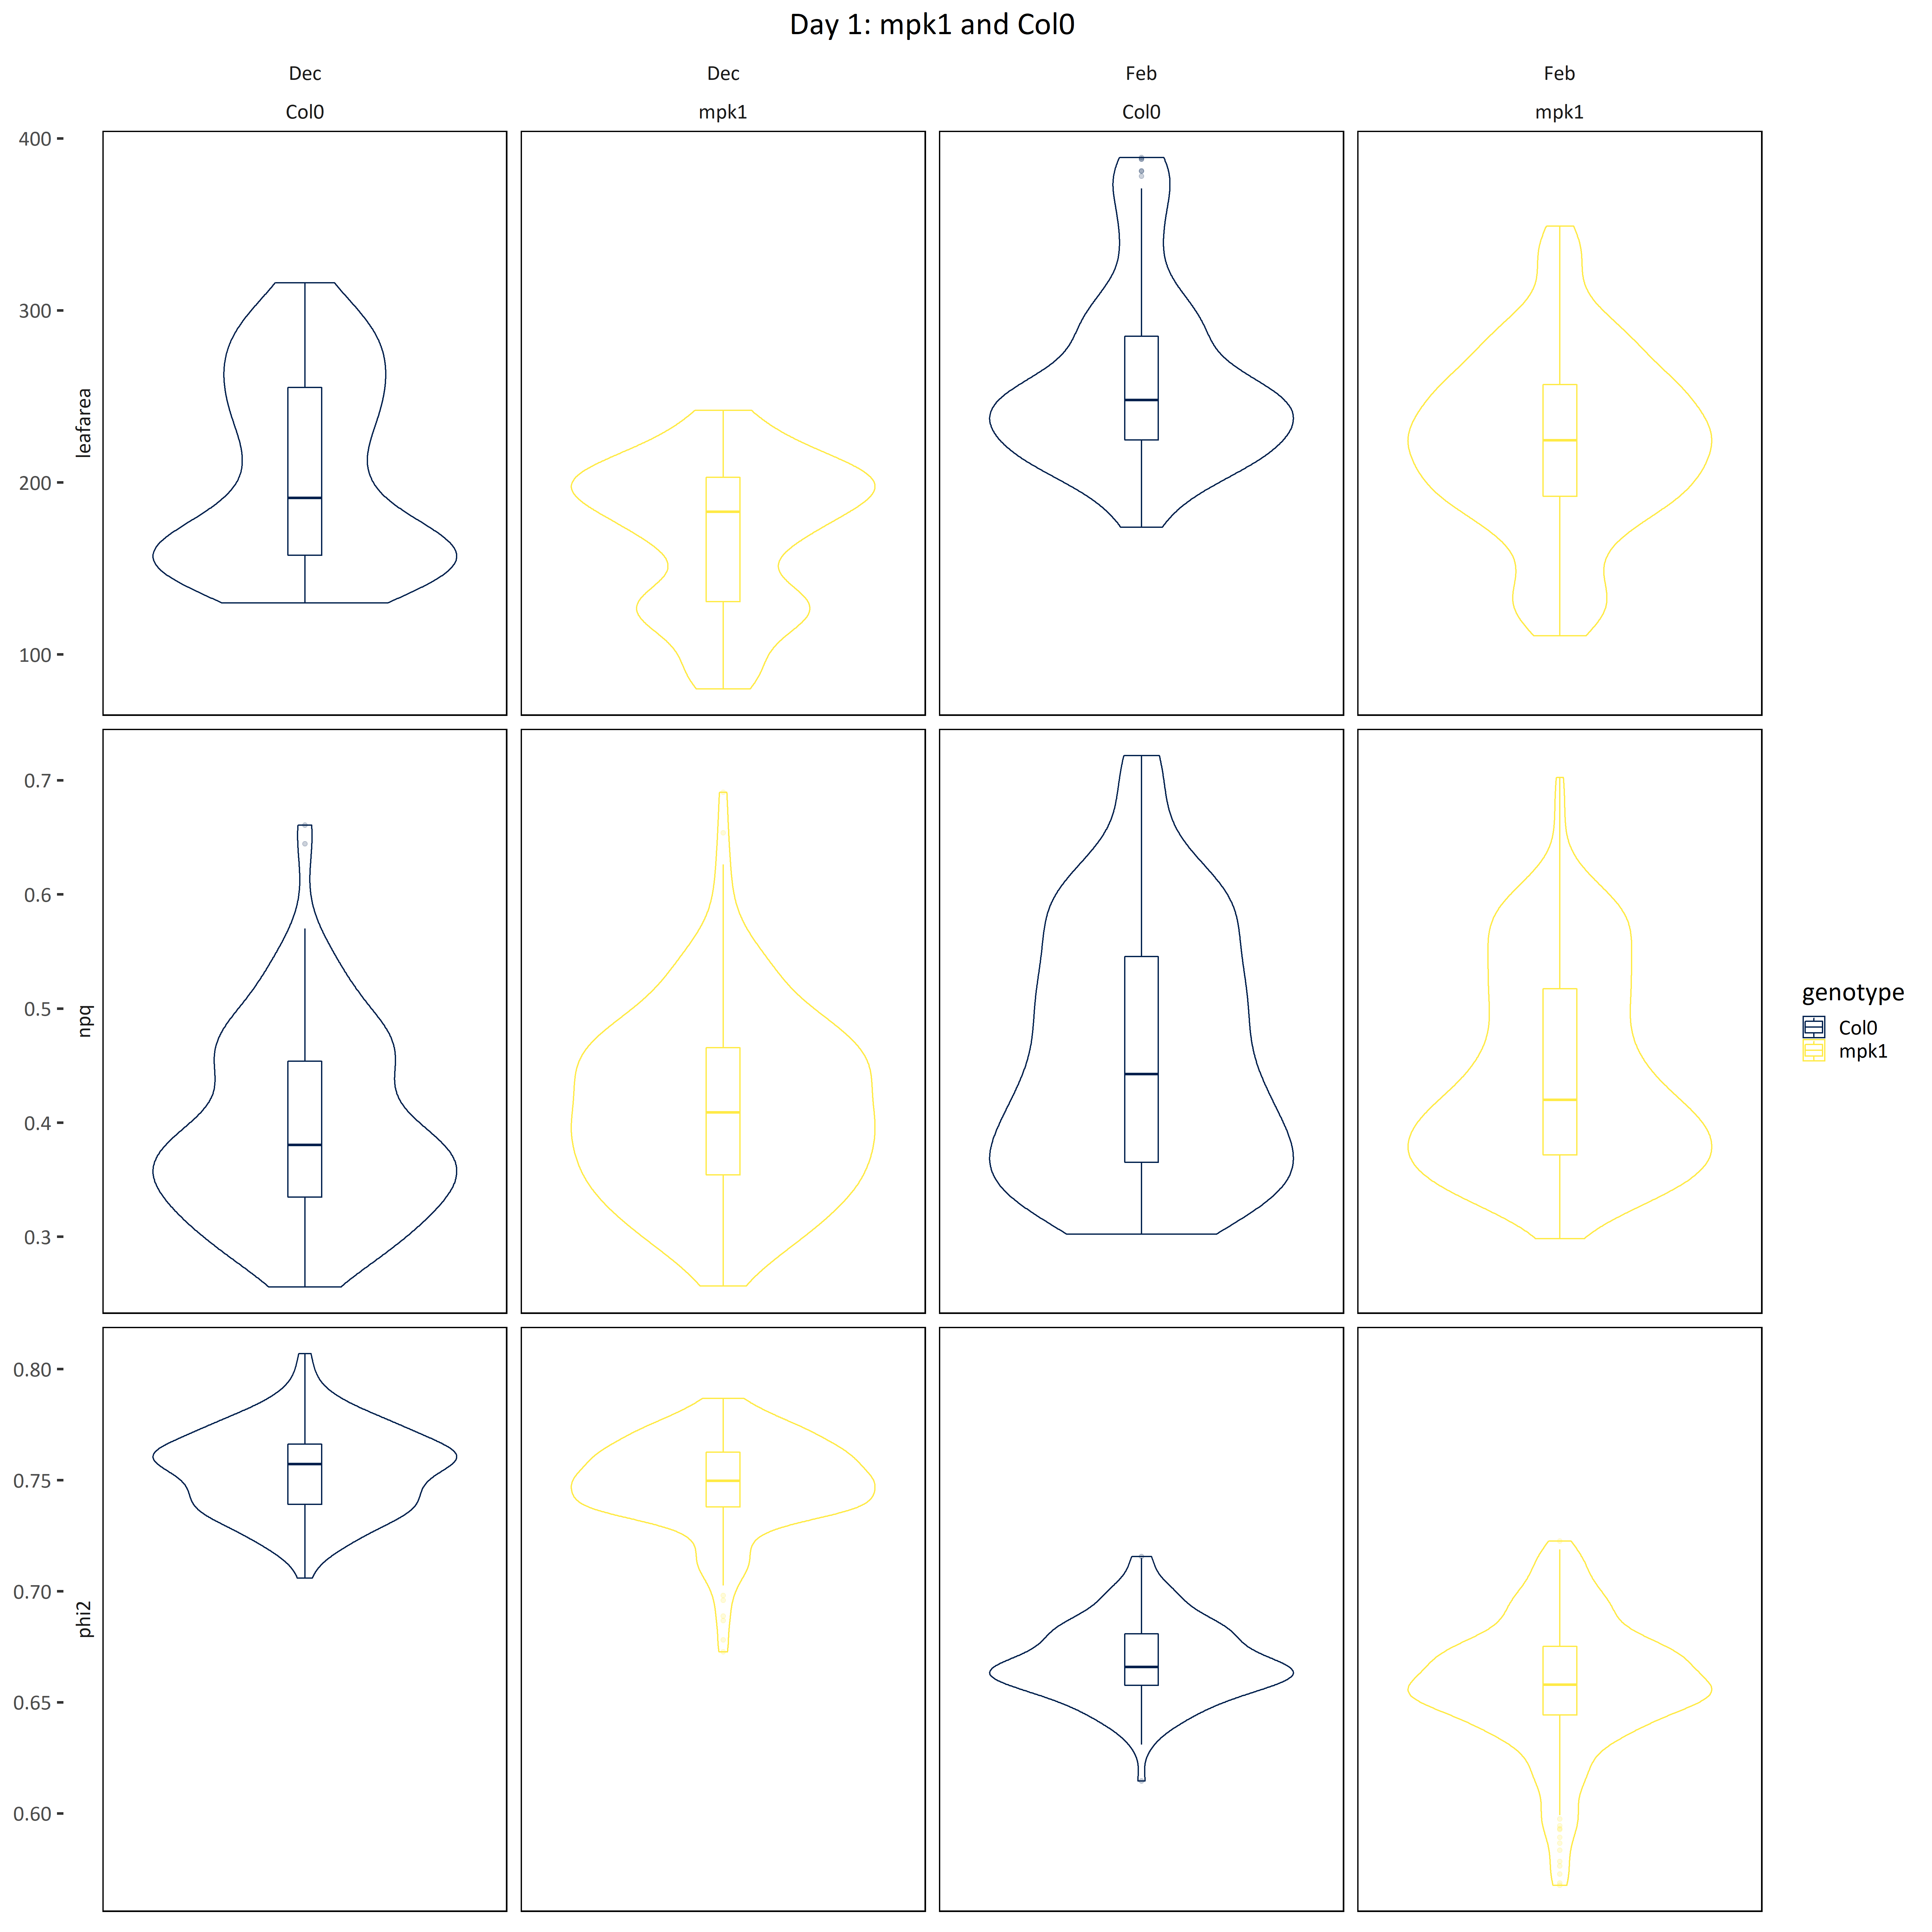 Day 1: mpk1 and Col0
Dec
Dec
Feb
Feb
Col0
mpk1
Col0
mpk1
400
300
200
100
leafarea
0.7
0.6
0.5
0.4
0.3
npq
0.80
0.75
0.70
0.65
0.60
phi2
genotype
Col0
mpk1